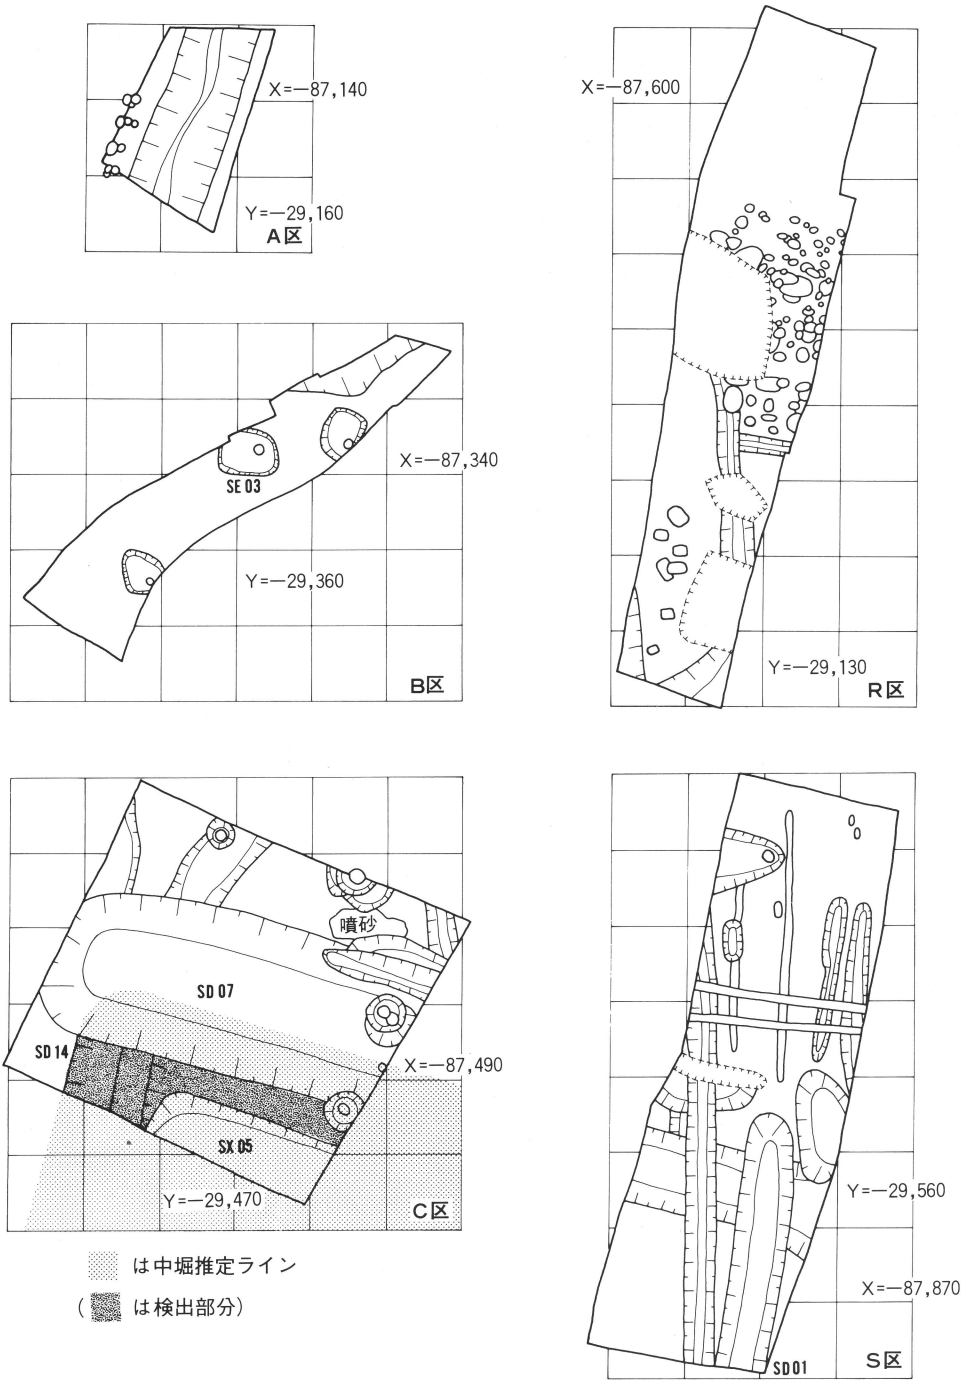 X=−87,140
Y=−29,160
A区
X=−87,340
SE 03
Y=−29,360
B区
噴砂
SD 07
SD 14
X=−87,490
SX 05
Y=−29,470
C区
は中堀推定ライン
(　は検出部分)
X=−87,600
Y=−29,130
R区
Y=−29,560
X=−87,870
SD01
S区